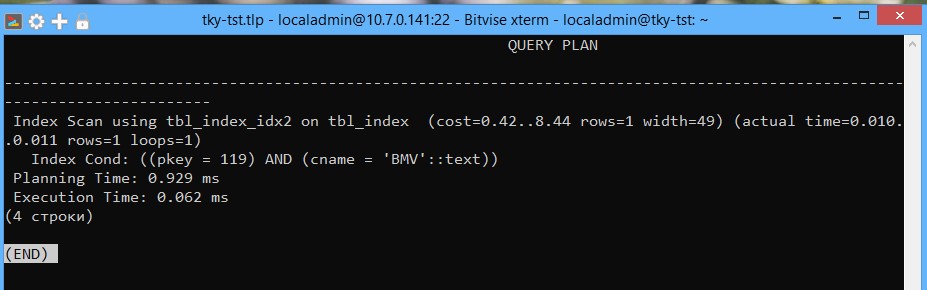 tky-tst.tlp - localadmin@10.7.0.141:22 - Bitvise xterm - localadmin@tky-tst: ~
QUERY PLAN
-------------------------------------------------------------------------------------------------------
-----------------------
Index Scan using tbl_index_idx2 on tbl_index  (cost=0.42..8.44 rows=1 width=49) (actual time=0.010.
.0.011 rows=1 loops=1)
Index Cond: ((pkey = 119) AND (cname = 'BMV'::text))
Planning Time: 0.929 ms
Execution Time: 0.062 ms
(4 строки)
(END)